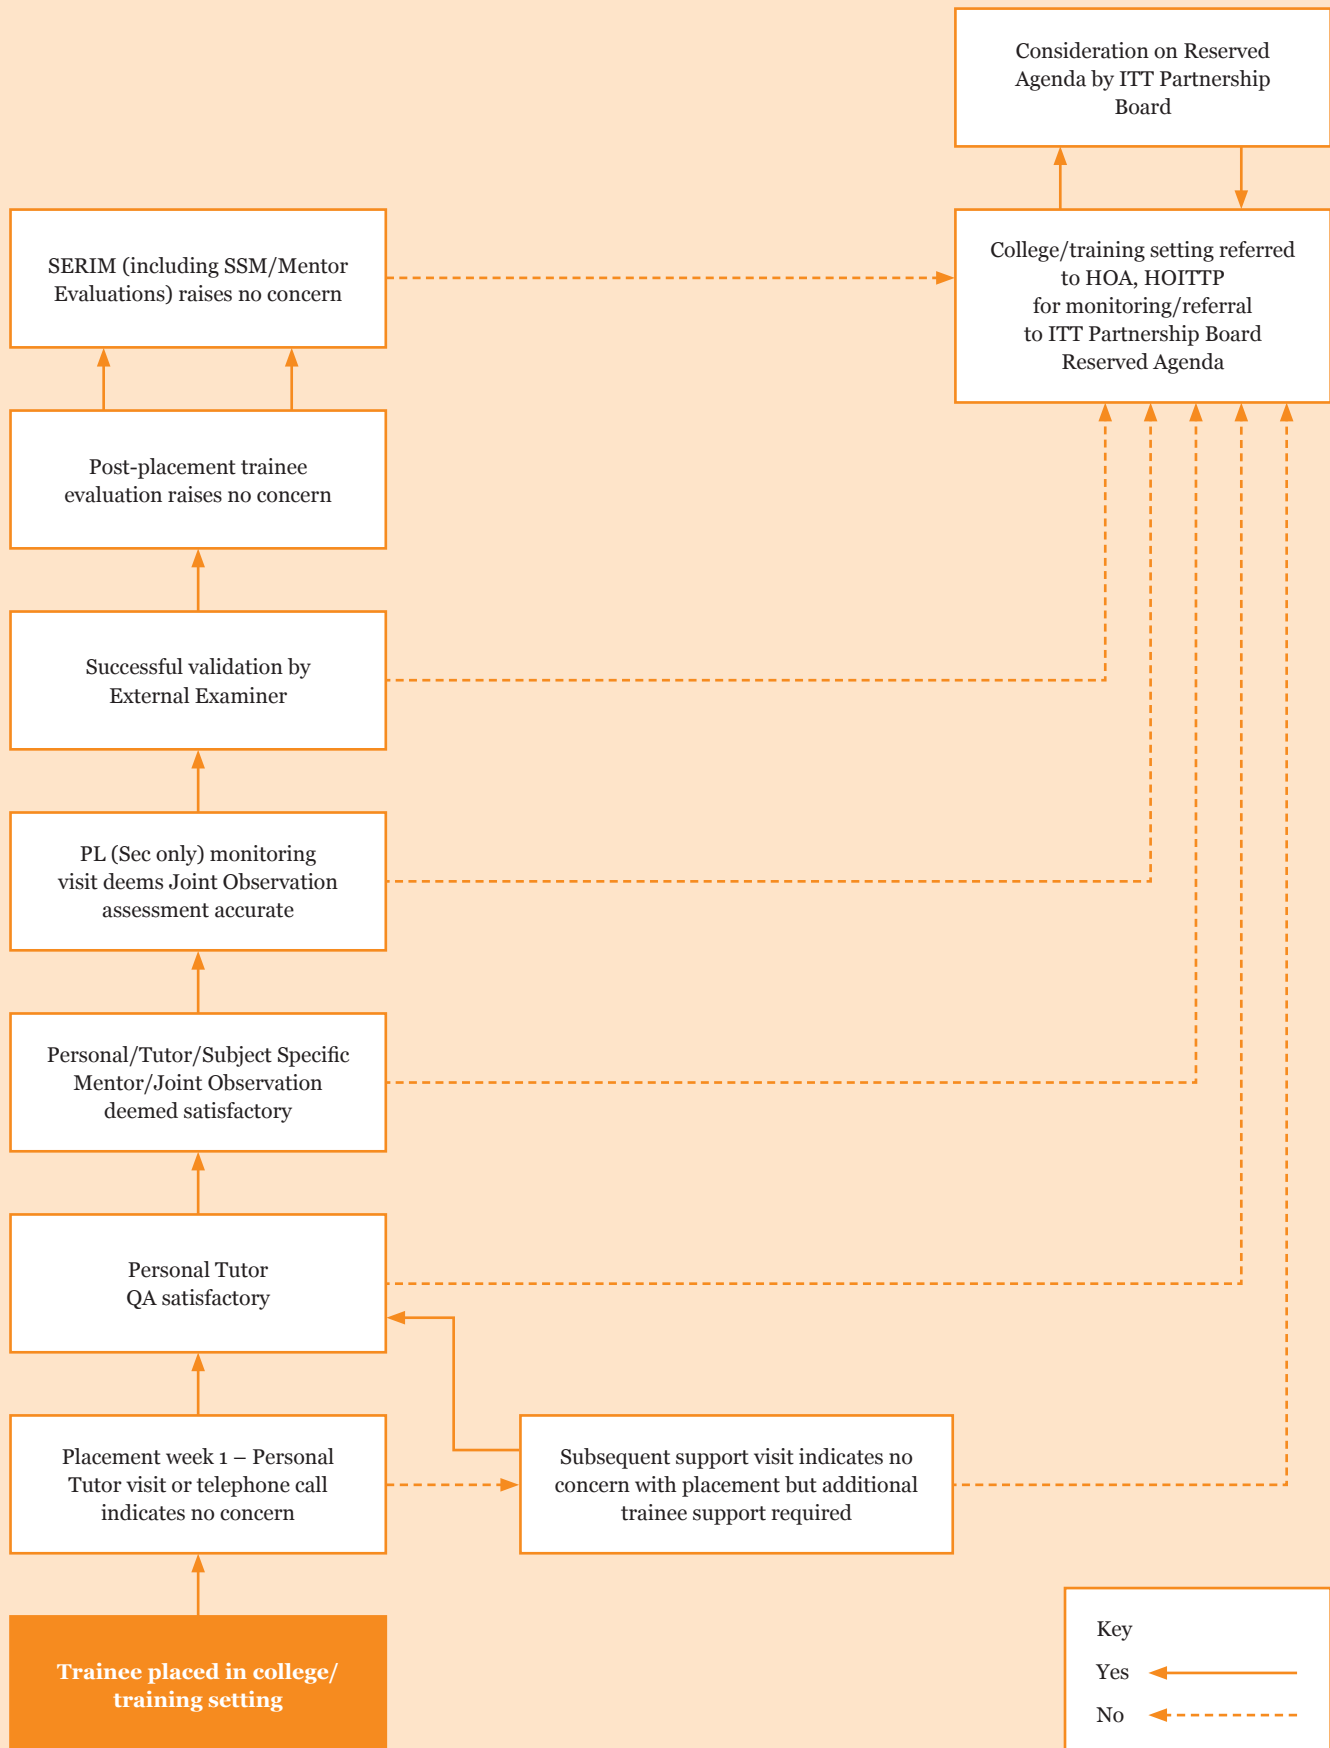 Consideration on Reserved
Agenda by ITT Partnership
Board
SERIM (including SSM/Mentor
Evaluations) raises no concern
College/training setting referred
to HOA, HOITTP
for monitoring/referral
to ITT Partnership Board
Reserved Agenda
Post-placement trainee
evaluation raises no concern
Successful validation by
External Examiner
PL (Sec only) monitoring
visit deems Joint Observation
assessment accurate
Personal/Tutor/Subject Specific
Mentor/Joint Observation
deemed satisfactory
Personal Tutor
QA satisfactory
Placement week 1 – Personal
Tutor visit or telephone call
indicates no concern
Subsequent support visit indicates no
concern with placement but additional
trainee support required
Trainee placed in college/
training setting
Key
Yes
No